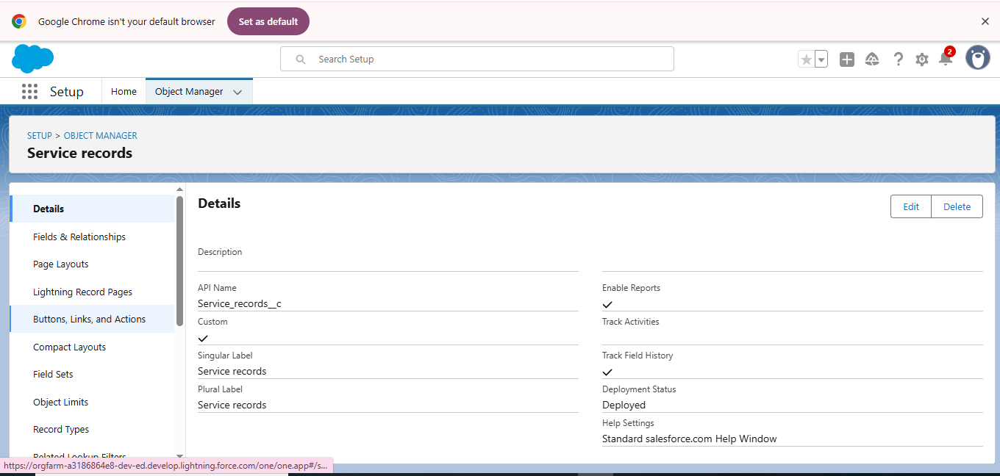 Google Chrome isn't your default browser
Set as default
Search Setup
2
Setup
Home
Object Manager
SETUP > OBJECT MANAGER
Service records
Details
Fields & Relationships
Page Layouts
Lightning Record Pages
Buttons, Links, and Actions
Compact Layouts
Field Sets
Object Limits
Record Types
Related Lookup Filters
Details
Edit
Delete
Description
API Name
Service_records__c
Custom
Singular Label
Service records
Plural Label
Service records
Enable Reports
Track Activities
Track Field History
Deployment Status
Deployed
Help Settings
Standard salesforce.com Help Window
https://orgfarm-a3186864e8-dev-ed.develop.lightning.force.com/one/one.app#/s...